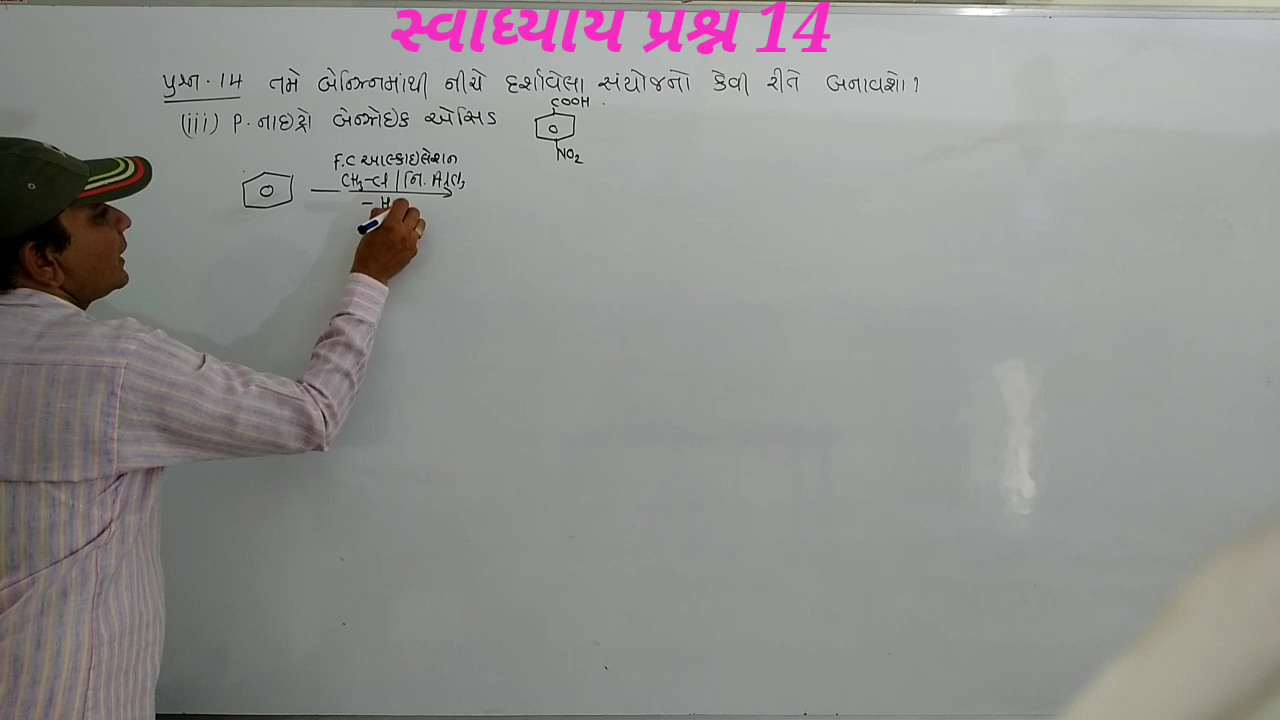 સ્વાધ્યાય પ્રશ્ન 14
પ્રશ્ન. 14 તમે બેન્ઝિનમાંથી નીચે દર્શાવેલા સંયોજનો કેવી રીતે બનાવશો ?
(iii) P. નાઇટ્રો બેન્ઝોઇક ઍસિડ
COOH
NO₂
F.C આલ્કાઇલેશન
CH₃-Cl / નિ. AlCl₃
- H